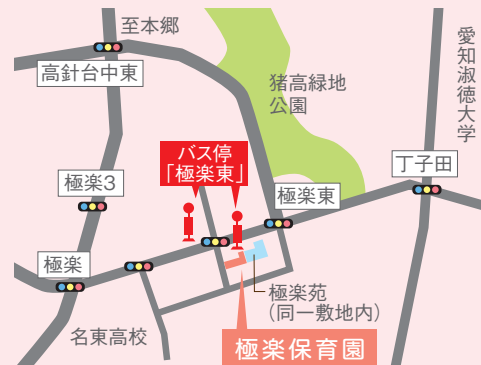 至本郷
高針台中東
猪高緑地
公園
愛知淑徳大学
バス停
「極楽東」
丁子田
極楽3
極楽東
極楽
極楽苑
(同一敷地内)
名東高校
極楽保育園